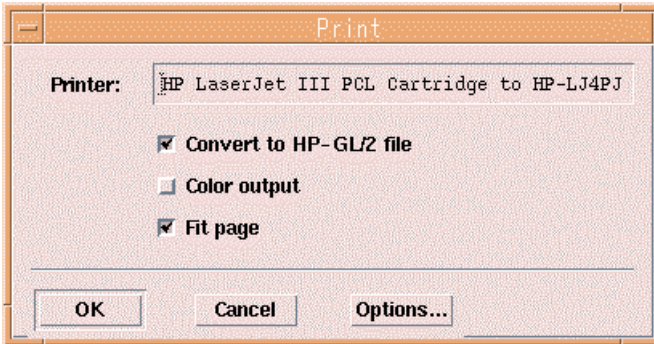 Print
Printer: HP LaserJet III PCL Cartridge to HP-LJ4PJ
Convert to HP-GL/2 file
Color output
Fit page
OK Cancel Options...